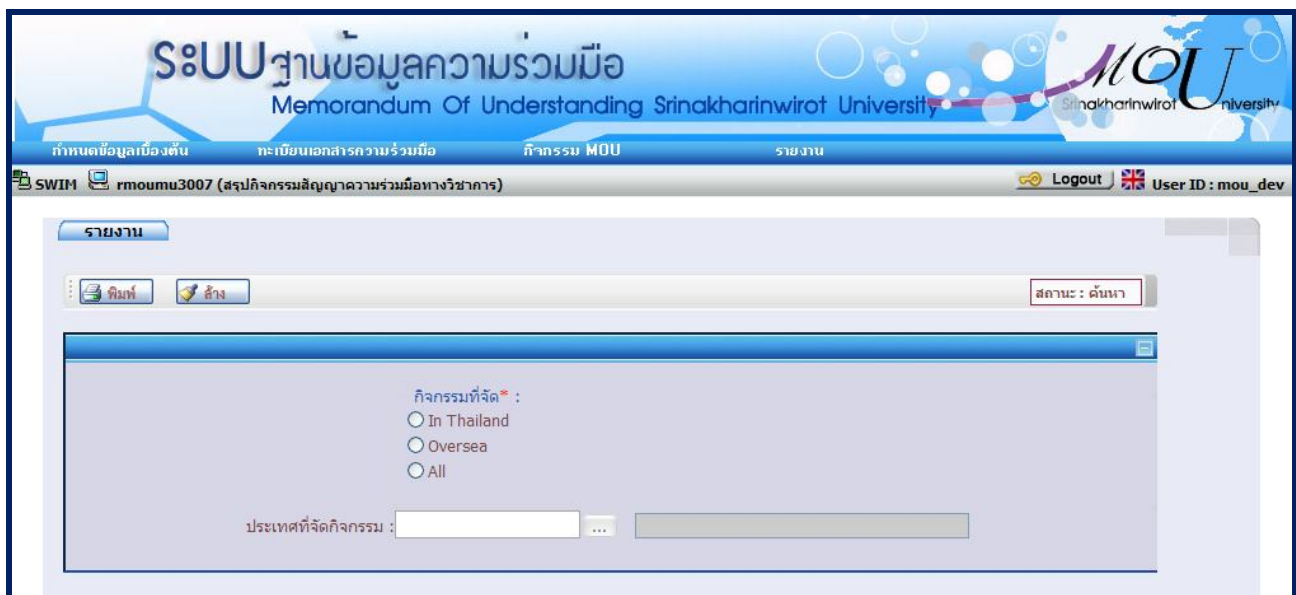 ระบบฐานข้อมูลความร่วมมือ
Memorandum Of Understanding Srinakharinwirot University
MOU
Srinakharinwirot University
กำหนดข้อมูลเบื้องต้น ทะเบียนเอกสารความร่วมมือ กิจกรรม MOU รายงาน
SWIM rmoumu3007 (สรุปกิจกรรมสัญญาความร่วมมือทางวิชาการ) Logout User ID : mou_dev
รายงาน
พิมพ์ ล้าง สถานะ : ค้นหา
กิจกรรมที่จัด* :
In Thailand
Oversea
All
ประเทศที่จัดกิจกรรม : ...